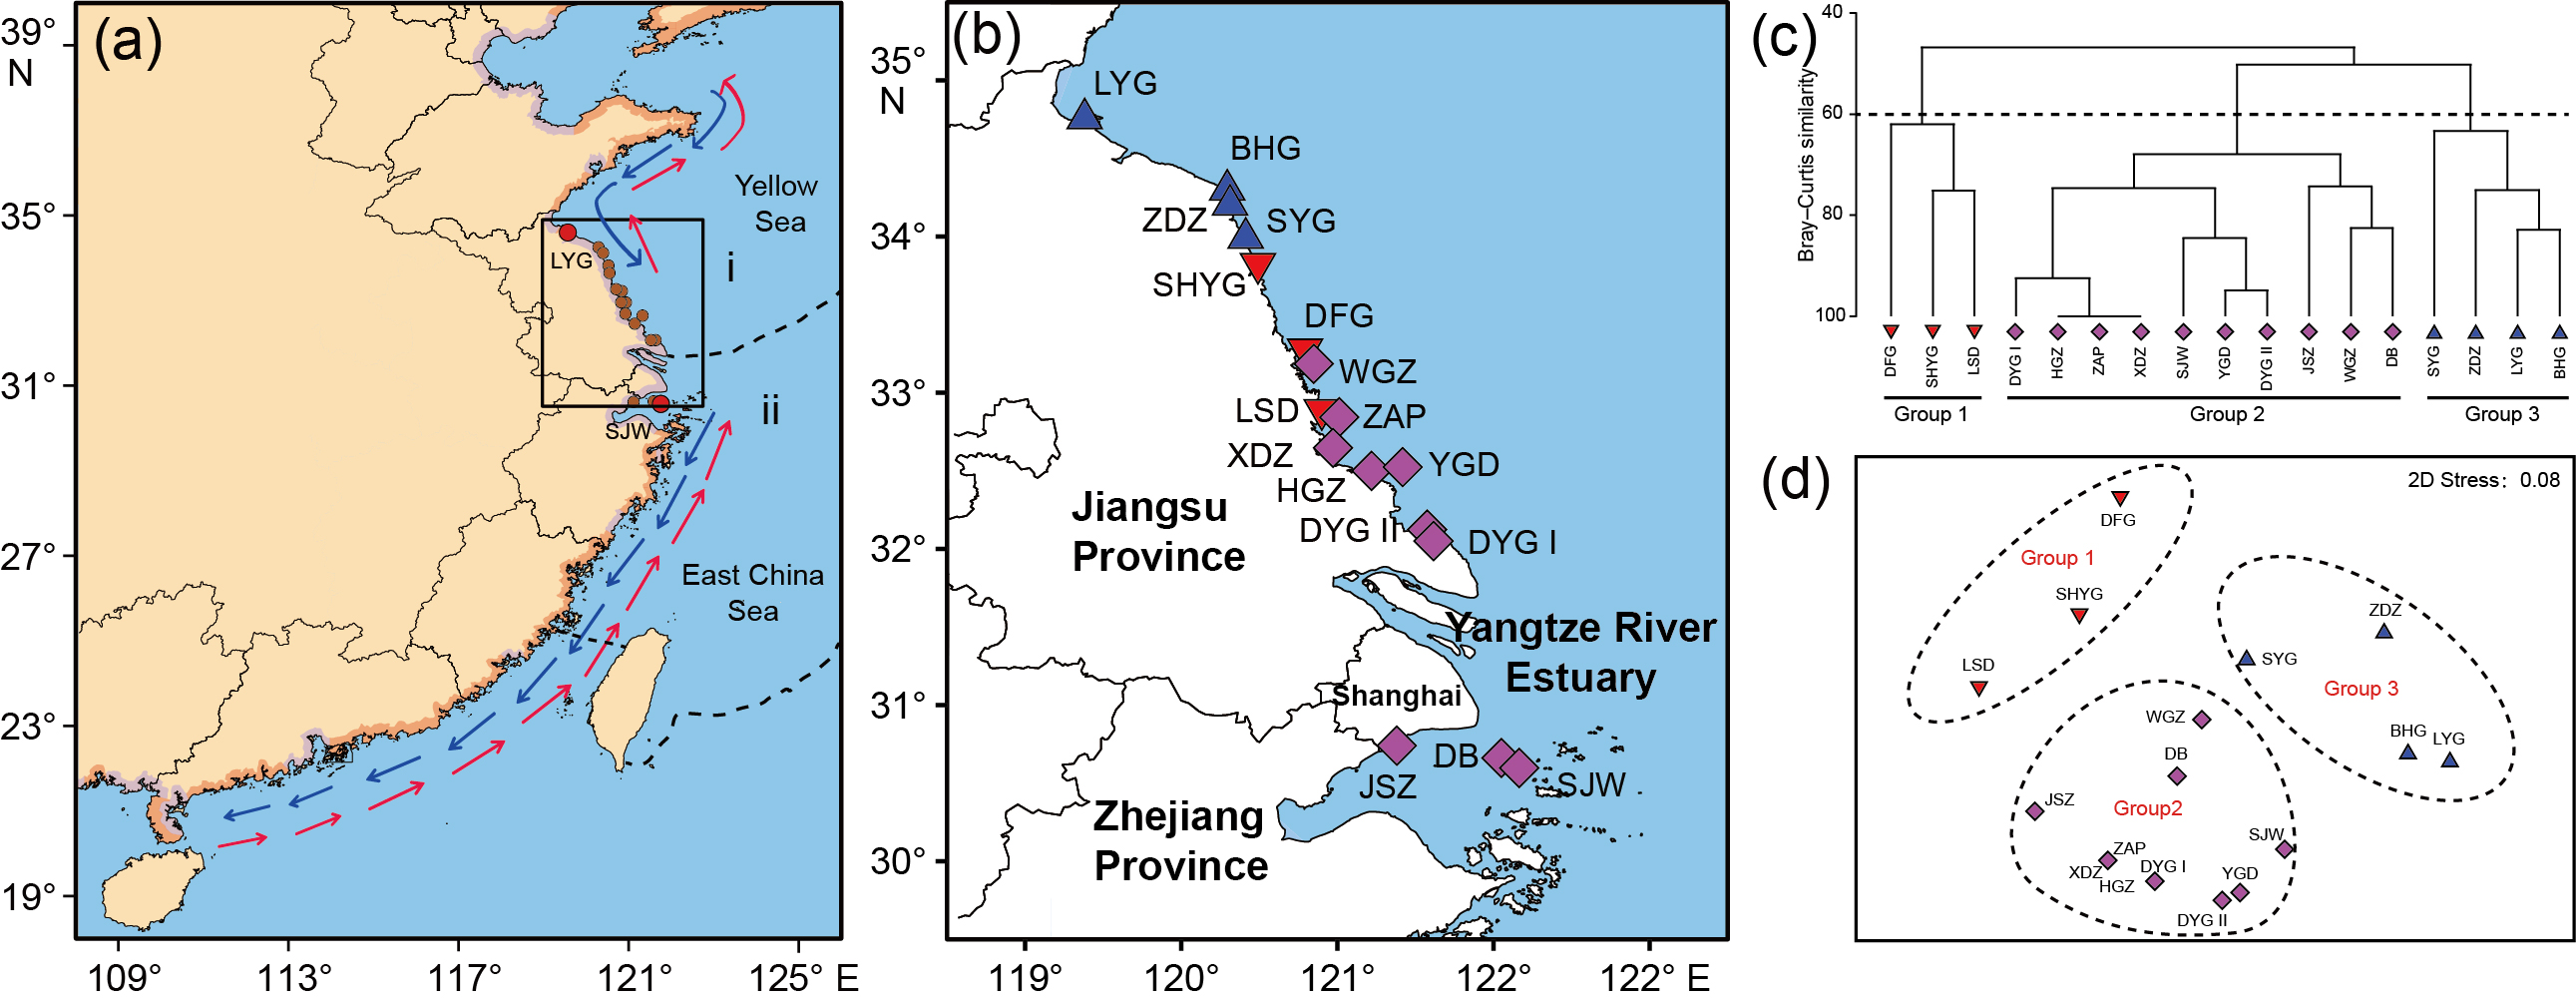 (a)
39°
N
35°
31°
27°
23°
19°
109°
113°
117°
121°
125° E
Yellow
Sea
LYG
i
ii
SJW
East China
Sea
(b)
35°
N
34°
33°
32°
31°
30°
119°
120°
121°
122°
122° E
LYG
BHG
ZDZ
SYG
SHYG
DFG
WGZ
LSD
ZAP
XDZ
YGD
HGZ
DYG II
DYG I
Jiangsu
Province
Yangtze River
Estuary
Shanghai
JSZ
DB
SJW
Zhejiang
Province
(c)
Bray–Curtis similarity
40
60
80
100
DFG
SHYG
LSD
DYG I
HGZ
ZAP
XDZ
SJW
YGD
DYG II
JSZ
WGZ
DB
SYG
ZDZ
LYG
BHG
Group 1
Group 2
Group 3
(d)
2D Stress: 0.08
DFG
Group 1
SHYG
LSD
ZDZ
SYG
Group 3
BHG
LYG
WGZ
DB
JSZ
Group2
SJW
ZAP
XDZ
DYG I
HGZ
YGD
DYG II